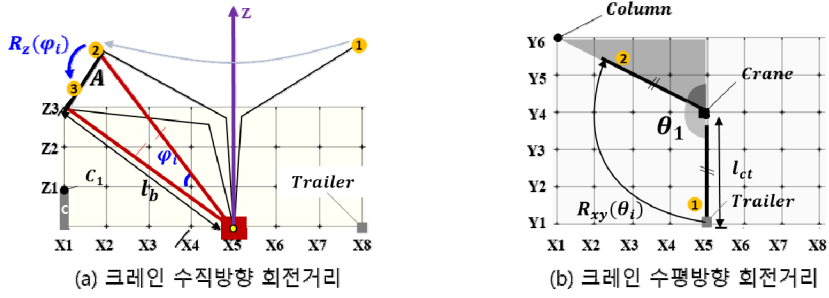 Z
1
2
R_z(φ_i)
3
A
Z3
φ_i
C_1
l_b
Z1
C
Trailer
X1 X2 X3 X4 X5 X6 X7 X8
(a) 크레인 수직방향 회전거리
Column
Y6
2
Y5
Crane
Y4
θ_1
Y3
l_ct
Y2
R_xy(θ_i)
1
Trailer
Y1
X1 X2 X3 X4 X5 X6 X7 X8
(b) 크레인 수평방향 회전거리